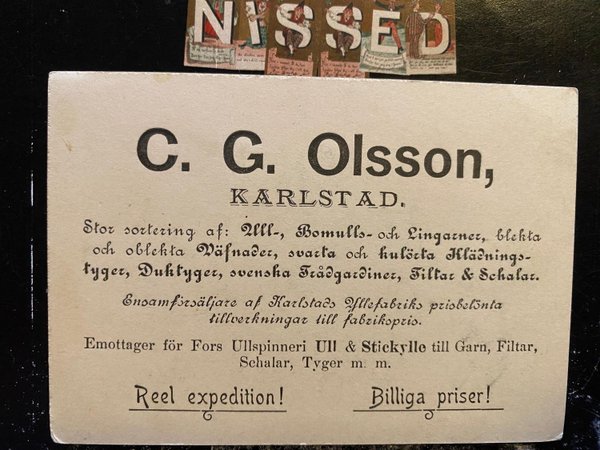 NISSED
C. G. Olsson,
KARLSTAD.
Stor sortering af: Ull-, Bomulls- och Lingarner, blekta
och oblekta Väfnader, svarta och kulörta Klädnings-
tyger, Duktyger, svenska Trådgardiner, Filtar & Schalar.
Ensamförsäljare af Karlstads Yllefabriks prisbelönta
tillverkningar till fabrikspris.
Emottager för Fors Ullspinneri Ull & Stickylle till Garn, Filtar,
Schalar, Tyger m. m.
Reel expedition! Billiga priser!